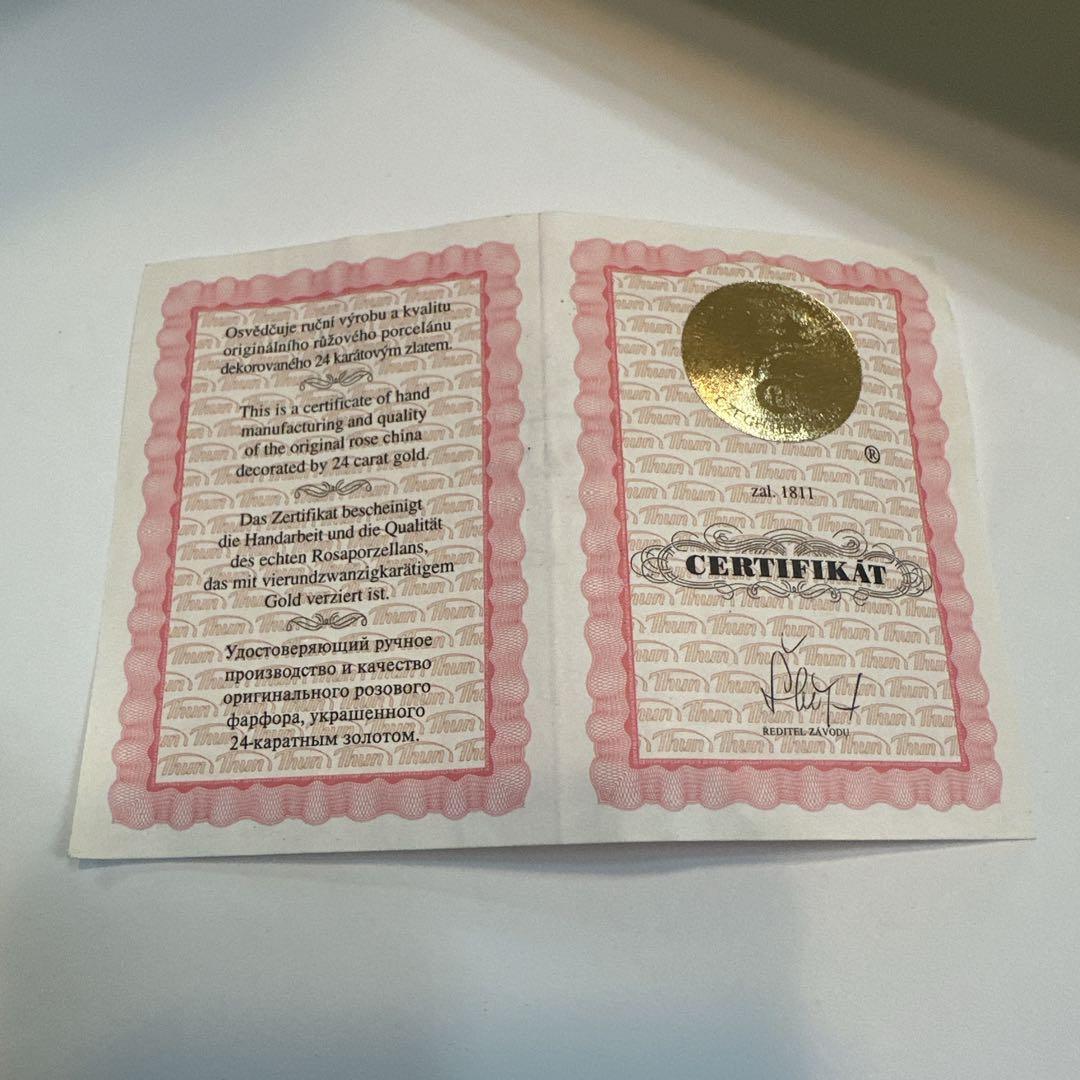 Osvědčuje ruční výrobu a kvalitu
originálního růžového porcelánu
dekorovaného 24 karátovým zlatem.
This is a certificate of hand
manufacturing and quality
of the original rose china
decorated by 24 carat gold.
Das Zertifikat bescheinigt
die Handarbeit und die Qualität
des echten Rosaporzellans,
das mit vierundzwanzigkarätigem
Gold verziert ist.
Удостоверяющий ручное
производство и качество
оригинального розового
фарфора, украшенного
24-каратным золотом.
Thun
®
zal. 1811
CERTIFIKÁT
ŘEDITEL ZÁVODU